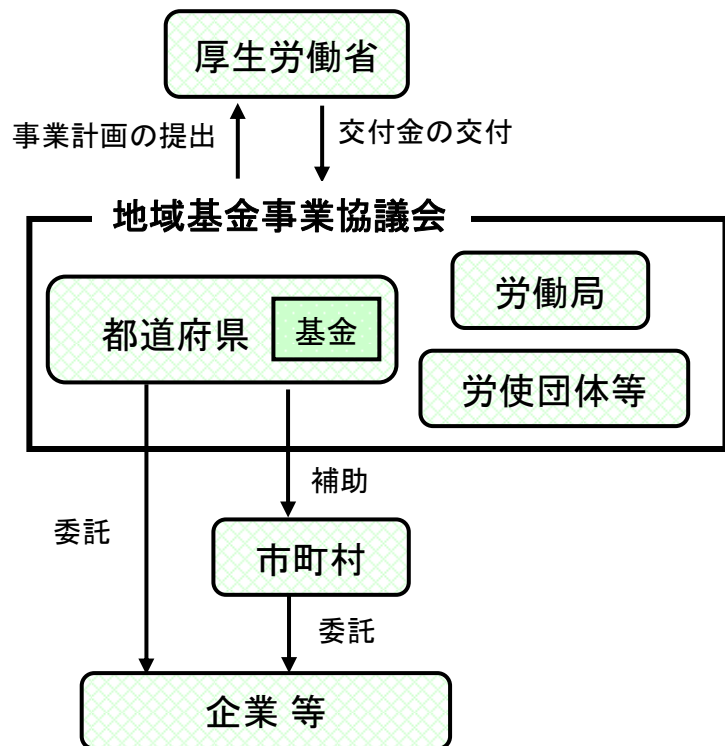 厚生労働省
事業計画の提出
交付金の交付
地域基金事業協議会
労働局
都道府県
基金
労使団体等
補助
委託
市町村
委託
企業 等